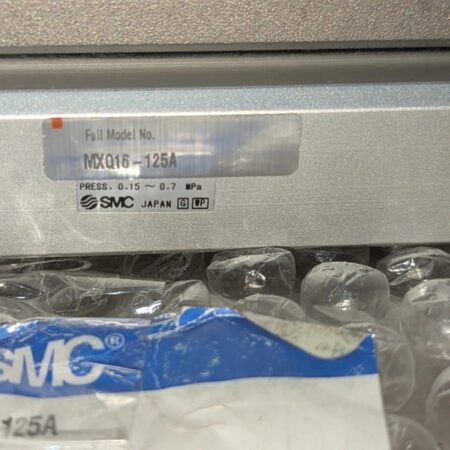 Full Model No.
MXQ16-125A
PRESS. 0.15 ~ 0.7 MPa
SMC JAPAN G P
SMC®
-125A